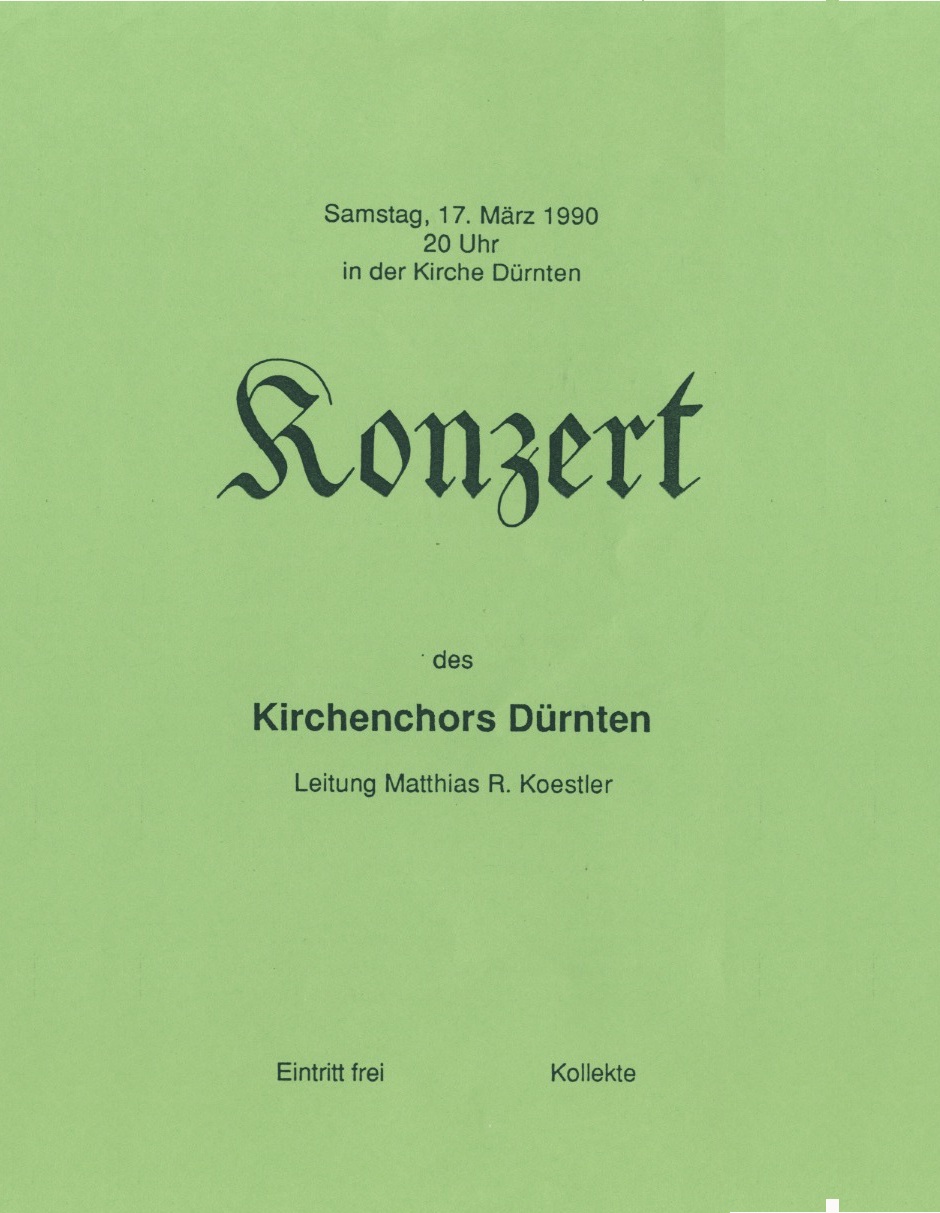 Samstag, 17. März 1990
20 Uhr
in der Kirche Dürnten
Konzert
des
Kirchenchors Dürnten
Leitung Matthias R. Koestler
Eintritt frei Kollekte